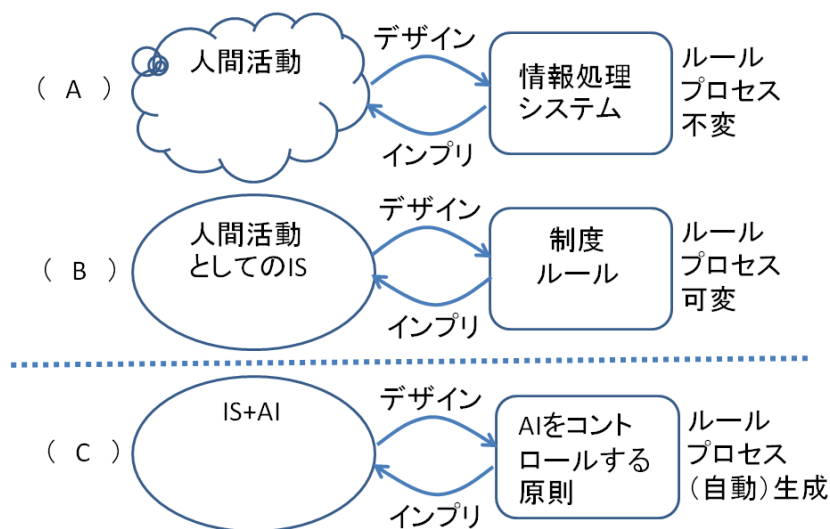 デザイン
人間活動
情報処理
システム
ルール
プロセス
不変
( A )
インプリ
デザイン
人間活動
としてのIS
制度
ルール
ルール
プロセス
可変
( B )
インプリ
IS+AI
デザイン
AIをコント
ロールする
原則
ルール
プロセス
(自動)生成
( C )
インプリ